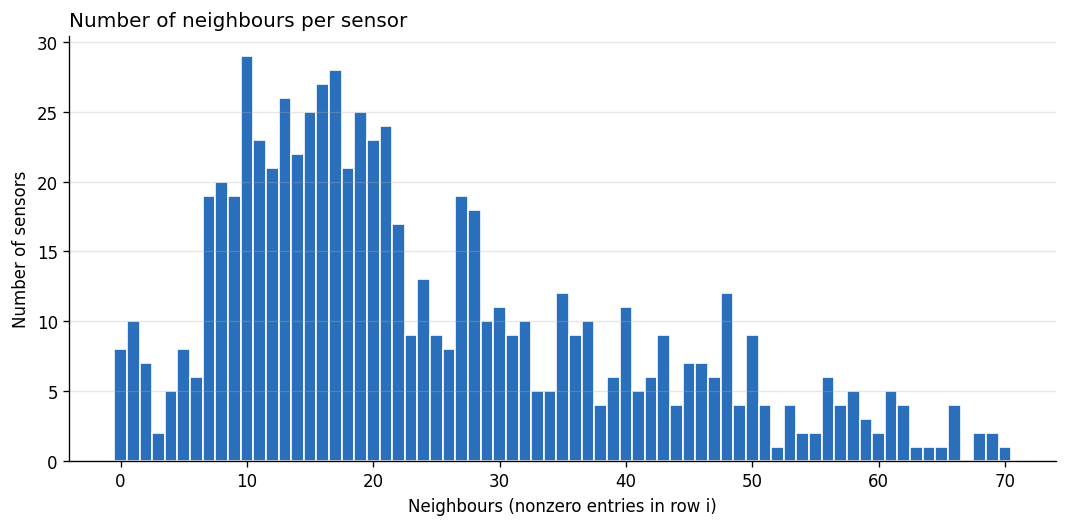 Number of neighbours per sensor
30
25
20
15
10
5
0
Number of sensors
0 10 20 30 40 50 60 70
Neighbours (nonzero entries in row i)